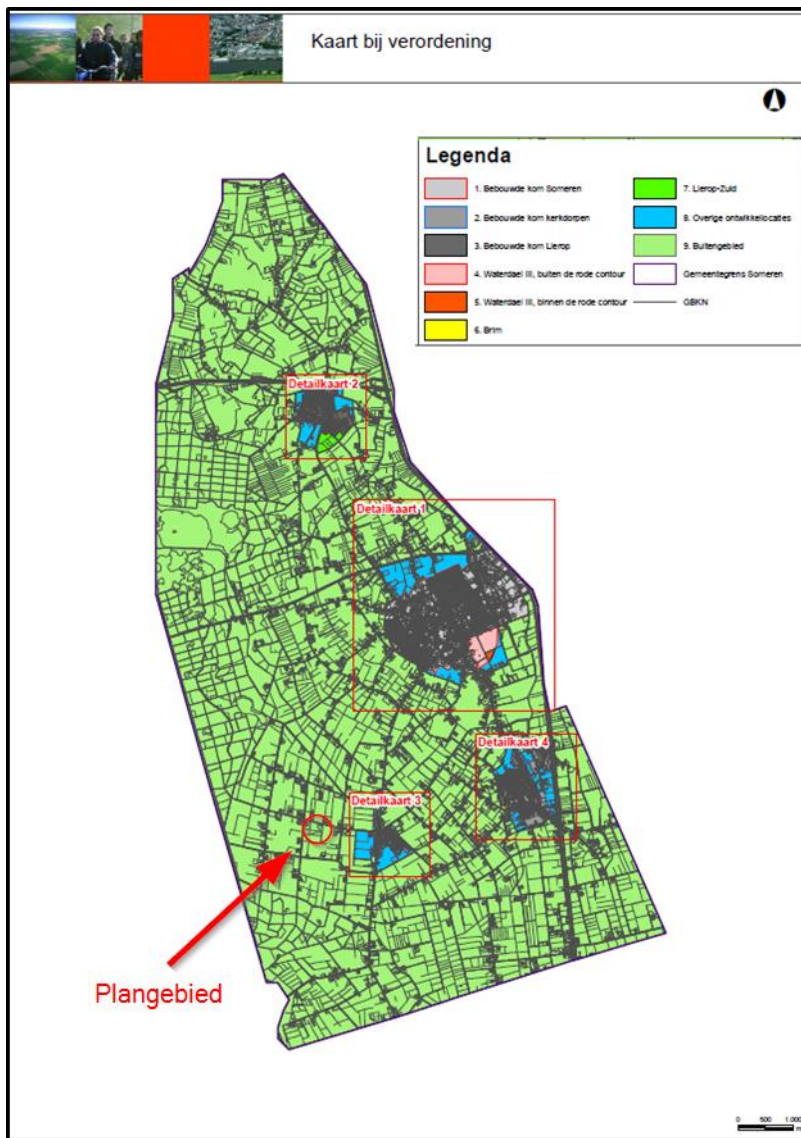 Kaart bij verordening
Legenda
1. Bebouwde kom Someren
2. Bebouwde kom kerkdorpen
3. Bebouwde kom Lierop
4. Waterdael III, buiten de rode contour
5. Waterdael III, binnen de rode contour
6. Brim
7. Lierop-Zuid
8. Overige ontwikkellocaties
9. Buitengebied
Gemeentegrens Someren
GBKN
Detailkaart 2
Detailkaart 1
Detailkaart 4
Detailkaart 3
Plangebied
0 500 1.000
m